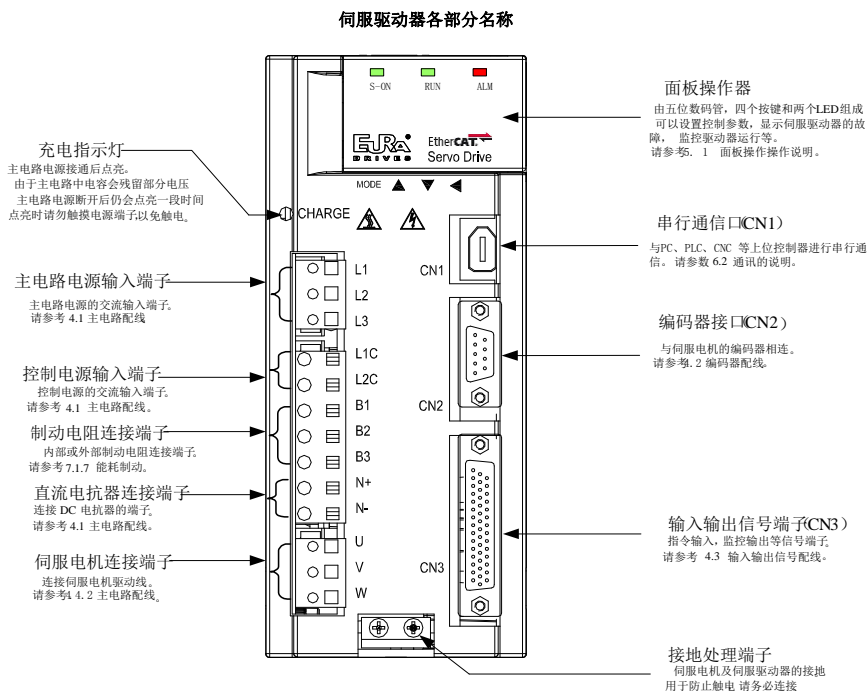 伺服驱动器各部分名称
S-ON RUN ALM
EURA
DRIVES
EtherCAT
Servo Drive
MODE
CHARGE
L1
L2
L3
L1C
L2C
B1
B2
B3
N+
N-
U
V
W
CN1
CN2
CN3
充电指示灯
主电路电源接通后点亮。
由于主电路中电容会残留部分电压
主电路电源断开后仍会点亮一段时间
点亮时请勿触摸电源端子以免触电。
主电路电源输入端子
主电路电源的交流输入端子。
请参考 4.1 主电路配线
控制电源输入端子
控制电源的交流输入端子。
请参考 4.1 主电路配线。
制动电阻连接端子
内部或外部制动电阻连接端子
请参考7.1.7 能耗制动。
直流电抗器连接端子
连接 DC 电抗器的端子。
请参考 4.1 主电路配线。
伺服电机连接端子
连接伺服电机驱动线。
请参考4 4.2 主电路配线。
面板操作器
由五位数码管，四个按键和两个LED组成
可以设置控制参数，显示伺服驱动器的故
障， 监控驱动器运行等。
请参考5. 1 面板操作操作说明。
串行通信口(CN1)
与PC、PLC、CNC 等上位控制器进行串行通
信。请参数 6.2 通讯的说明。
编码器接口(CN2)
与伺服电机的编码器相连。
请参考4.2 编码器配线。
输入输出信号端子(CN3)
指令输入，监控输出等信号端子
请参考 4.3 输入输出信号配线。
接地处理端子
伺服电机及伺服驱动器的接地
用于防止触电 请务必连接